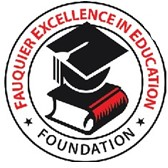 FAUQUIER EXCELLENCE IN EDUCATION
★ FOUNDATION ★